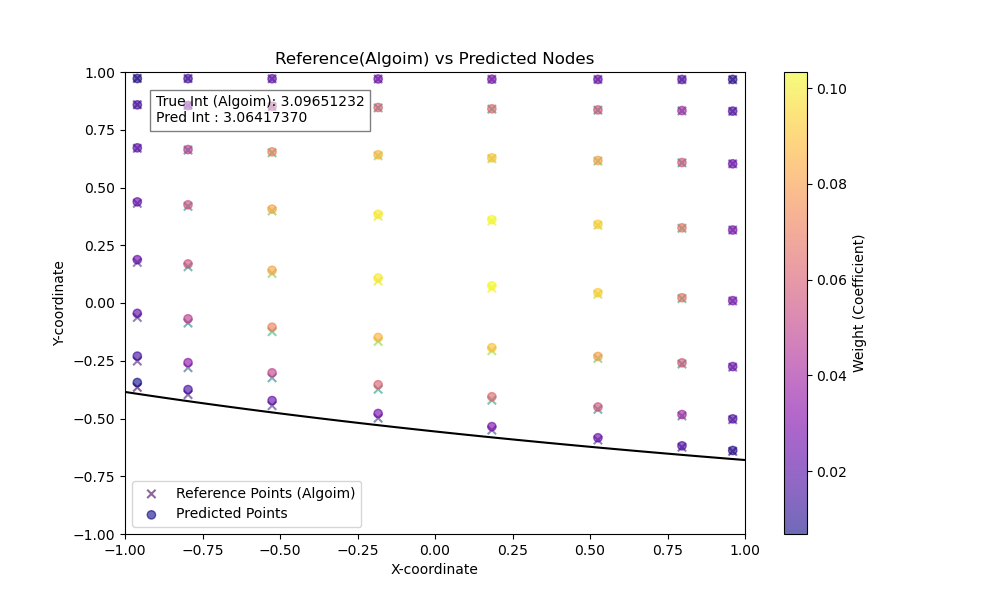 Reference(Algoim) vs Predicted Nodes
True Int (Algoim): 3.09651232
Pred Int : 3.06417370
1.00
0.75
0.50
0.25
0.00
−0.25
−0.50
−0.75
−1.00
Y-coordinate
Reference Points (Algoim)
Predicted Points
−1.00 −0.75 −0.50 −0.25 0.00 0.25 0.50 0.75 1.00
X-coordinate
0.10
0.08
0.06
0.04
0.02
Weight (Coefficient)